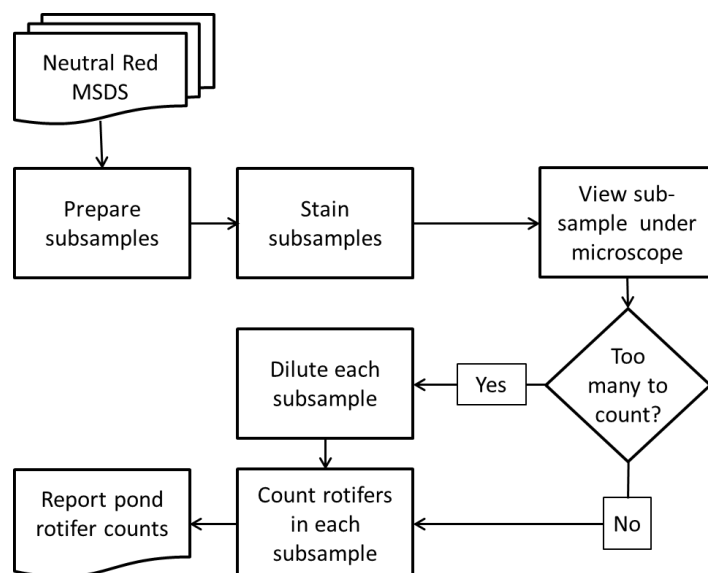 Neutral Red
MSDS
Prepare
subsamples
Stain
subsamples
View sub-
sample under
microscope
Too
many to
count?
Yes
Dilute each
subsample
No
Count rotifers
in each
subsample
Report pond
rotifer counts